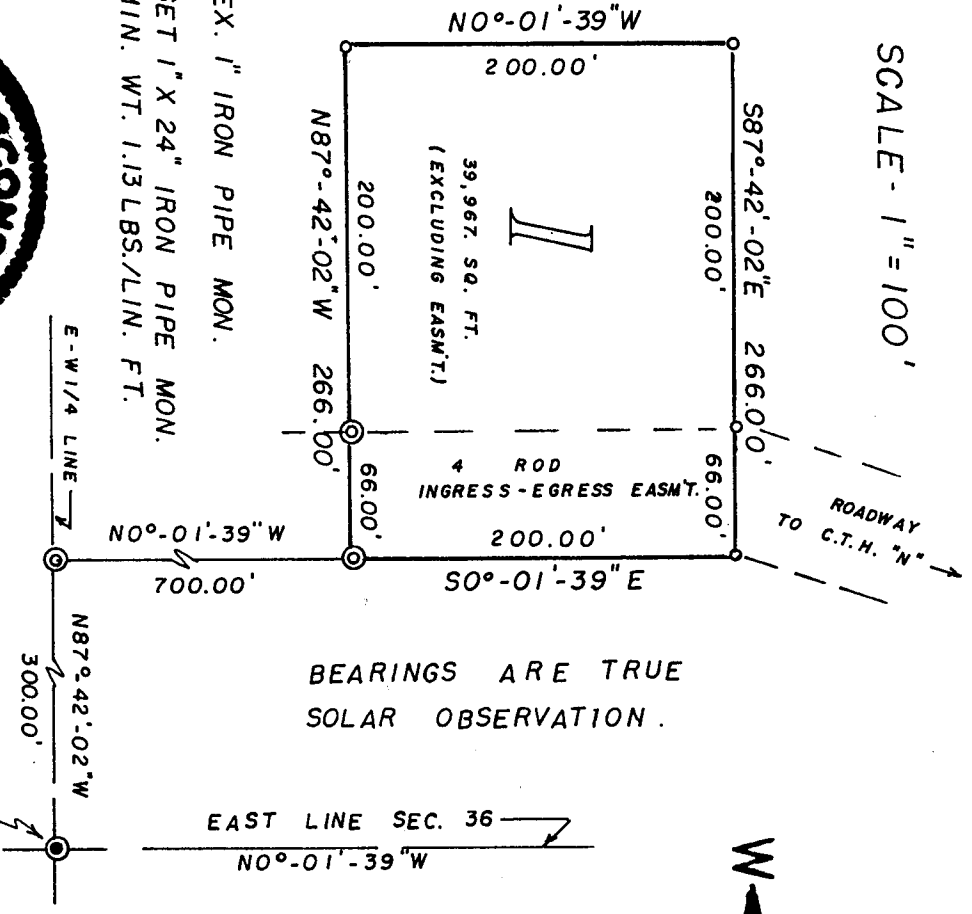 SCALE - 1"=100'
N0°-01'-39"W
200.00'
S87°-42'-02"E 266.00'
200.00'
66.00'
N87°-42'-02"W 266.00'
200.00'
66.00'
1
39,967. SQ. FT.
(EXCLUDING EASM'T.)
4 ROD
INGRESS-EGRESS EASM'T.
200.00'
S0°-01'-39"E
ROADWAY
TO C.T.H. "N"
EX. 1" IRON PIPE MON.
SET 1" X 24" IRON PIPE MON.
MIN. WT. 1.13 LBS./LIN. FT.
E-W 1/4 LINE
N0°-01'-39"W
700.00'
N87°-42'-02"W
300.00'
BEARINGS ARE TRUE
SOLAR OBSERVATION.
EAST LINE SEC. 36
N0°-01'-39"W
W